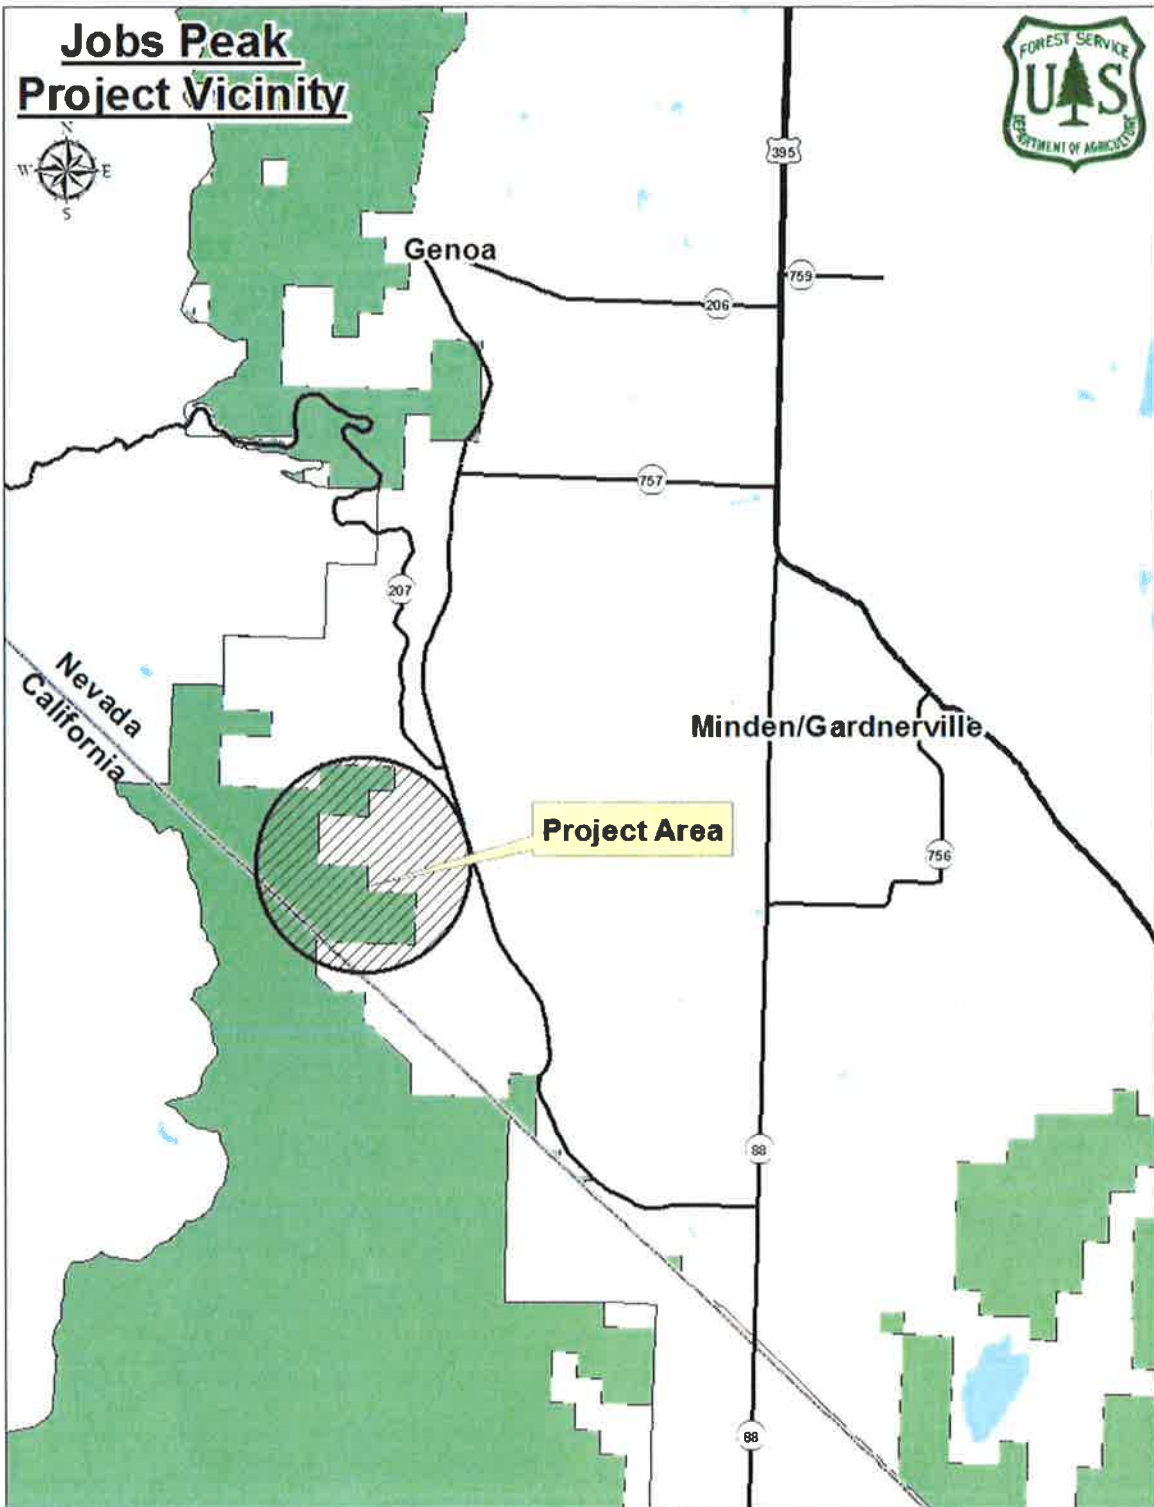 Jobs Peak
Project Vicinity
FOREST SERVICE
U S
DEPARTMENT OF AGRICULTURE
N
W E
S
395
Genoa
759
206
757
207
Nevada
California
Minden/Gardnerville
Project Area
756
88
88